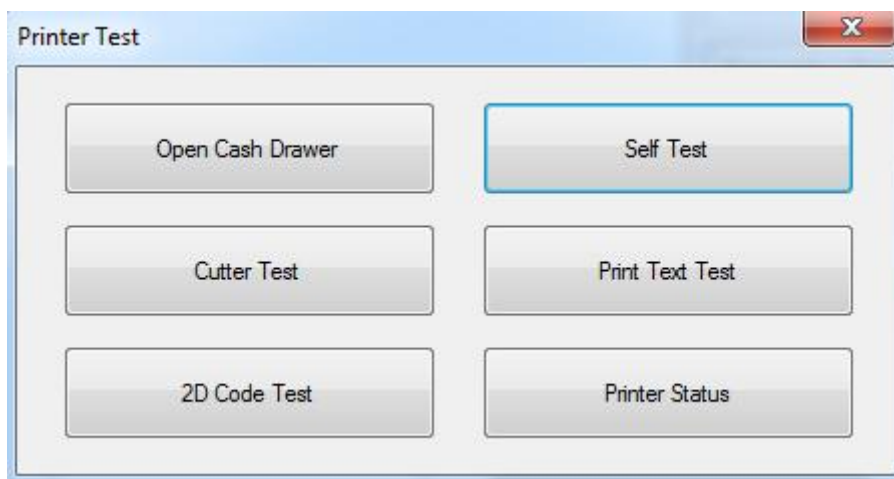 Printer Test
Open Cash Drawer
Self Test
Cutter Test
Print Text Test
2D Code Test
Printer Status